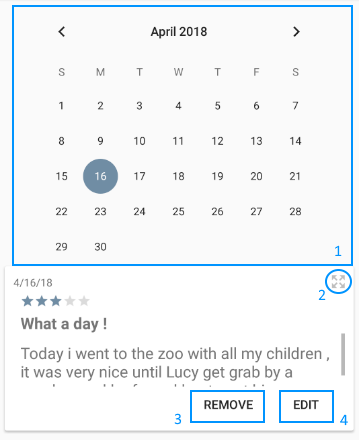 April 2018
S M T W T F S
1 2 3 4 5 6 7
8 9 10 11 12 13 14
15 16 17 18 19 20 21
22 23 24 25 26 27 28
29 30
1
4/16/18
2
What a day !
Today i went to the zoo with all my children ,
it was very nice until Lucy get grab by a
3 REMOVE EDIT 4